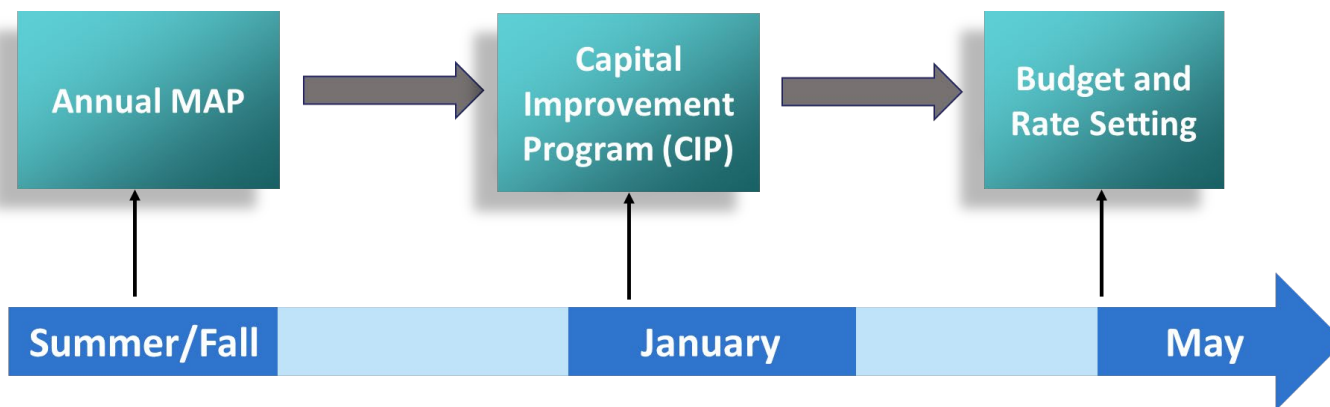 Annual MAP
Capital
Improvement
Program (CIP)
Budget and
Rate Setting
Summer/Fall
January
May